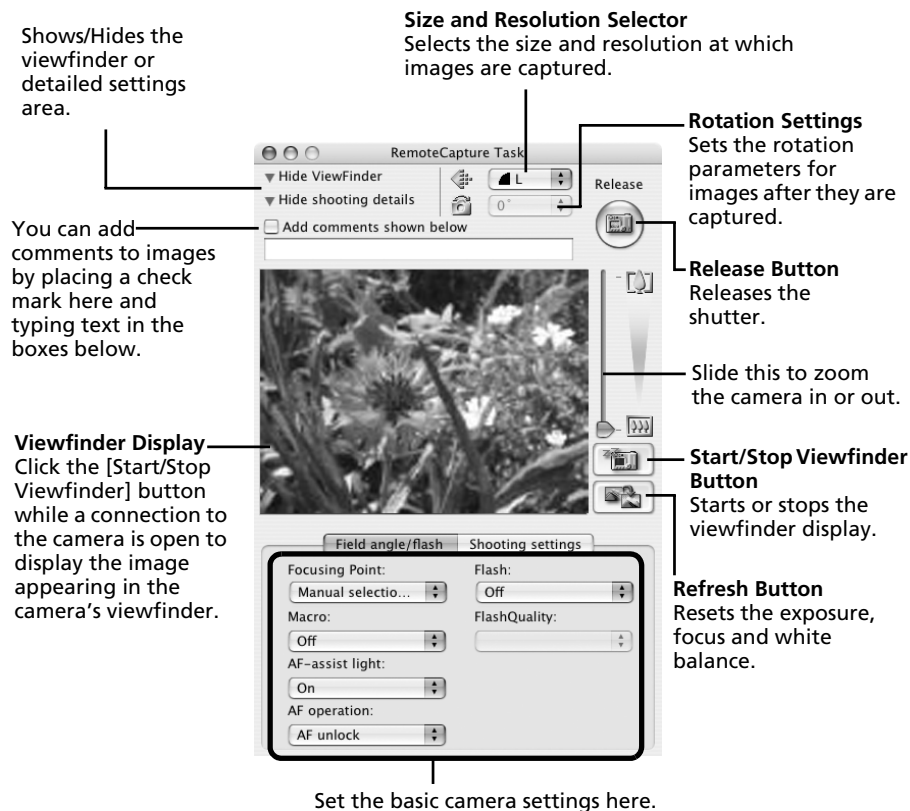 Size and Resolution Selector
Selects the size and resolution at which
images are captured.
Shows/Hides the
viewfinder or
detailed settings
area.
Rotation Settings
Sets the rotation
parameters for
images after they are
captured.
RemoteCapture Task
Hide ViewFinder
L
Release
Hide shooting details
0°
Add comments shown below
You can add
comments to images
by placing a check
mark here and
typing text in the
boxes below.
Release Button
Releases the
shutter.
Slide this to zoom
the camera in or out.
Viewfinder Display
Click the [Start/Stop
Viewfinder] button
while a connection to
the camera is open to
display the image
appearing in the
camera's viewfinder.
Start/Stop Viewfinder
Button
Starts or stops the
viewfinder display.
Refresh Button
Resets the exposure,
focus and white
balance.
Field angle/flash
Shooting settings
Focusing Point:
Manual selectio...
Flash:
Off
Macro:
Off
FlashQuality:
AF-assist light:
On
AF operation:
AF unlock
Set the basic camera settings here.